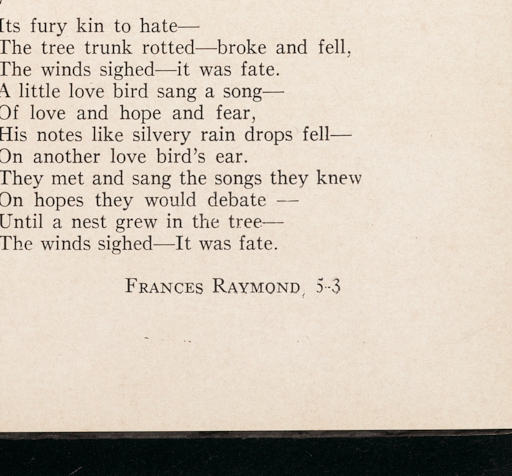 Its fury kin to hate—
The tree trunk rotted—broke and fell,
The winds sighed—it was fate.
A little love bird sang a song—
Of love and hope and fear,
His notes like silvery rain drops fell—
On another love bird's ear.
They met and sang the songs they knew
On hopes they would debate —
Until a nest grew in the tree—
The winds sighed—It was fate.
FRANCES RAYMOND, 5-3